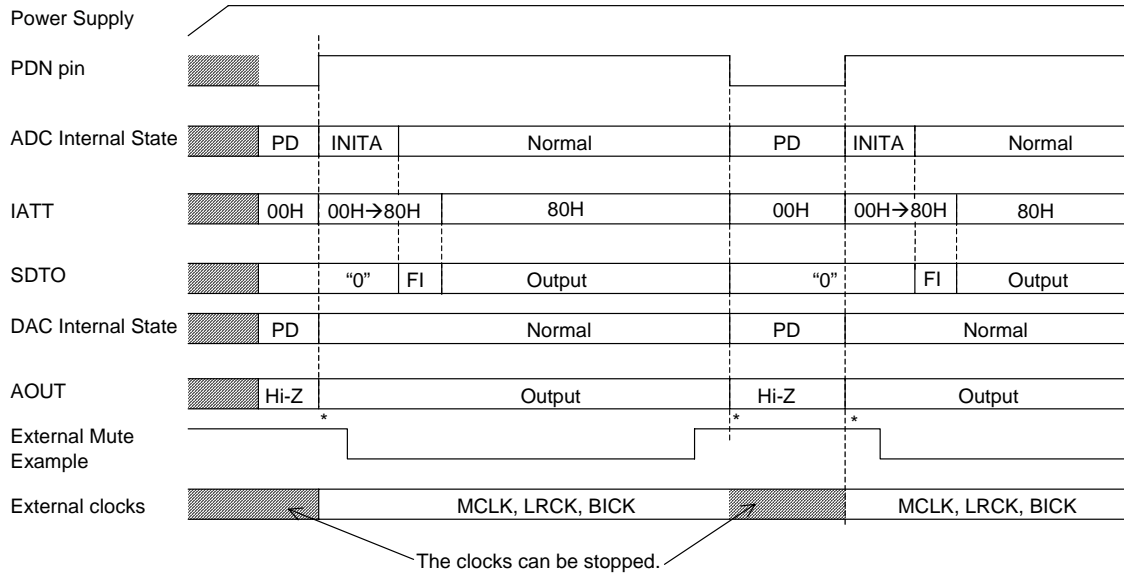 Power Supply
PDN pin
ADC Internal State PD INITA Normal PD INITA Normal
IATT 00H 00H→80H 80H 00H 00H→80H 80H
SDTO “0” FI Output “0” FI Output
DAC Internal State PD Normal PD Normal
AOUT Hi-Z Output Hi-Z Output
* * *
External Mute
Example
External clocks MCLK, LRCK, BICK MCLK, LRCK, BICK
The clocks can be stopped.